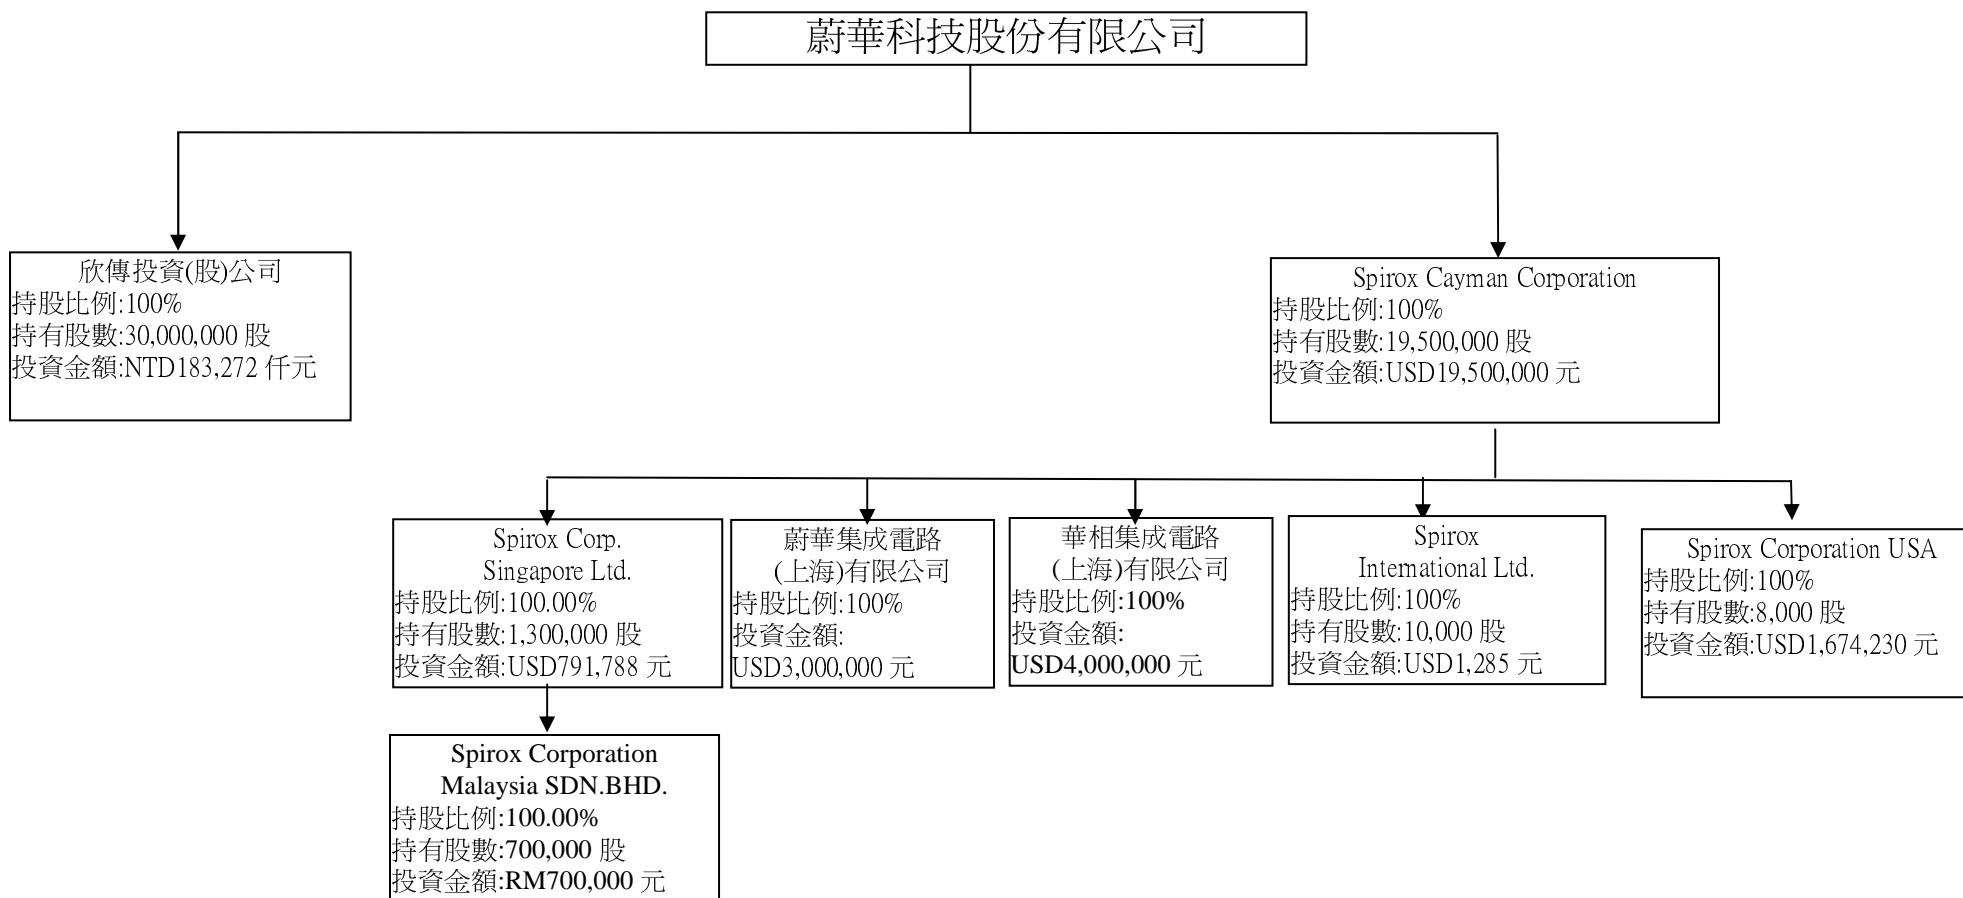 蔚華科技股份有限公司
欣傳投資(股)公司
持股比例:100%
持有股數:30,000,000 股
投資金額:NTD183,272 仟元
Spirox Cayman Corporation
持股比例:100%
持有股數:19,500,000 股
投資金額:USD19,500,000 元
Spirox Corp.
Singapore Ltd.
持股比例:100.00%
持有股數:1,300,000 股
投資金額:USD791,788 元
蔚華集成電路
(上海)有限公司
持股比例:100%
投資金額:
USD3,000,000 元
華相集成電路
(上海)有限公司
持股比例:100%
投資金額:
USD4,000,000 元
Spirox
International Ltd.
持股比例:100%
持有股數:10,000 股
投資金額:USD1,285 元
Spirox Corporation USA
持股比例:100%
持有股數:8,000 股
投資金額:USD1,674,230 元
Spirox Corporation
Malaysia SDN.BHD.
持股比例:100.00%
持有股數:700,000 股
投資金額:RM700,000 元